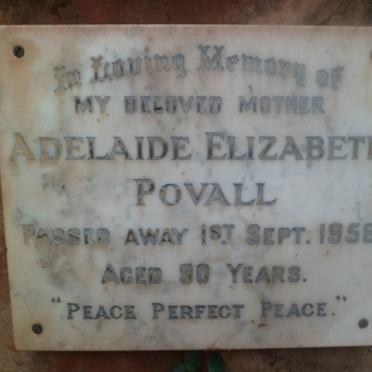 In Loving Memory of
MY BELOVED MOTHER
ADELAIDE ELIZABETH
POVALL
PASSED AWAY 1ST SEPT. 1958
AGED 90 YEARS.
"PEACE PERFECT PEACE."